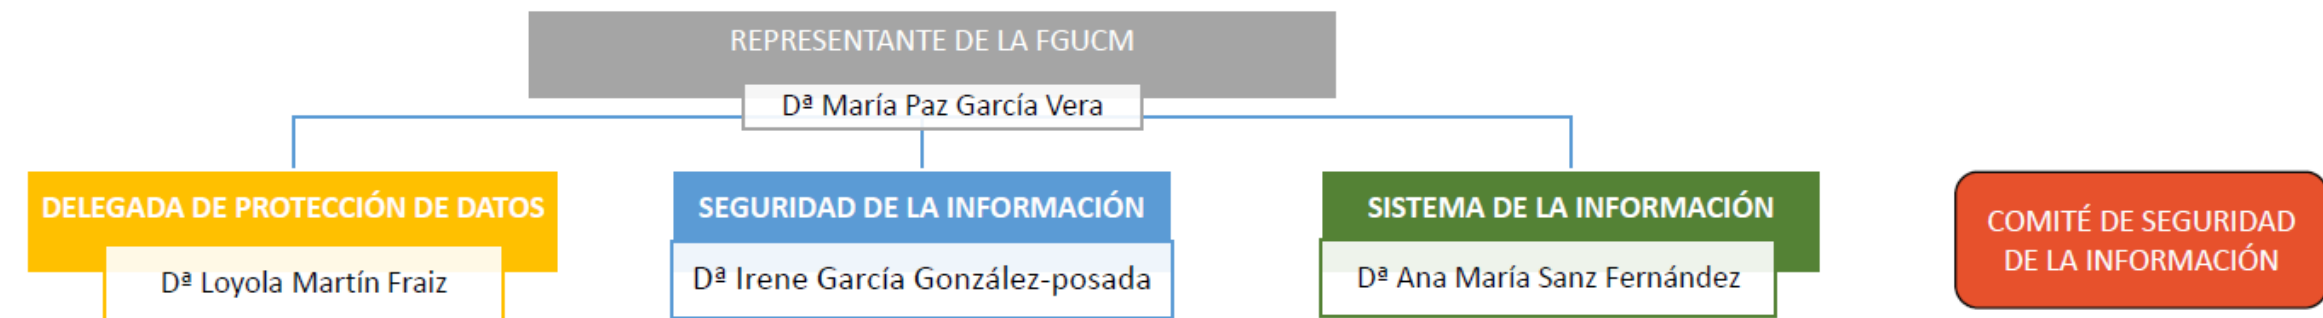 REPRESENTANTE DE LA FGUCM
Dª María Paz García Vera
DELEGADA DE PROTECCIÓN DE DATOS
Dª Loyola Martín Fraiz
SEGURIDAD DE LA INFORMACIÓN
Dª Irene García González-posada
SISTEMA DE LA INFORMACIÓN
Dª Ana María Sanz Fernández
COMITÉ DE SEGURIDAD
DE LA INFORMACIÓN